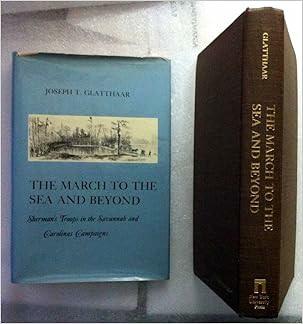 JOSEPH T. GLATTHAAR
THE MARCH TO THE
SEA AND BEYOND
Sherman's Troops in the Savannah and
Carolinas Campaigns
GLATTHAAR
THE MARCH TO THE
SEA AND BEYOND
New York
University
Press